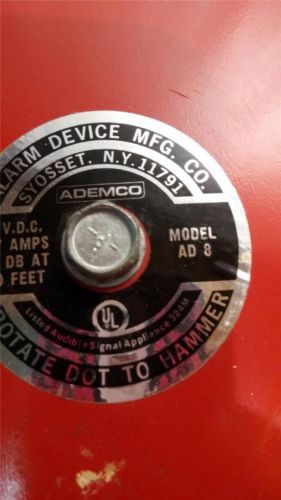 ALARM DEVICE MFG. CO.
SYOSSET, N.Y. 11791
ADEMCO
V.D.C.
AMPS
DB AT
FEET
MODEL
AD 8
UL
Listed Audible Signal Appliance 324M
ROTATE DOT TO HAMMER